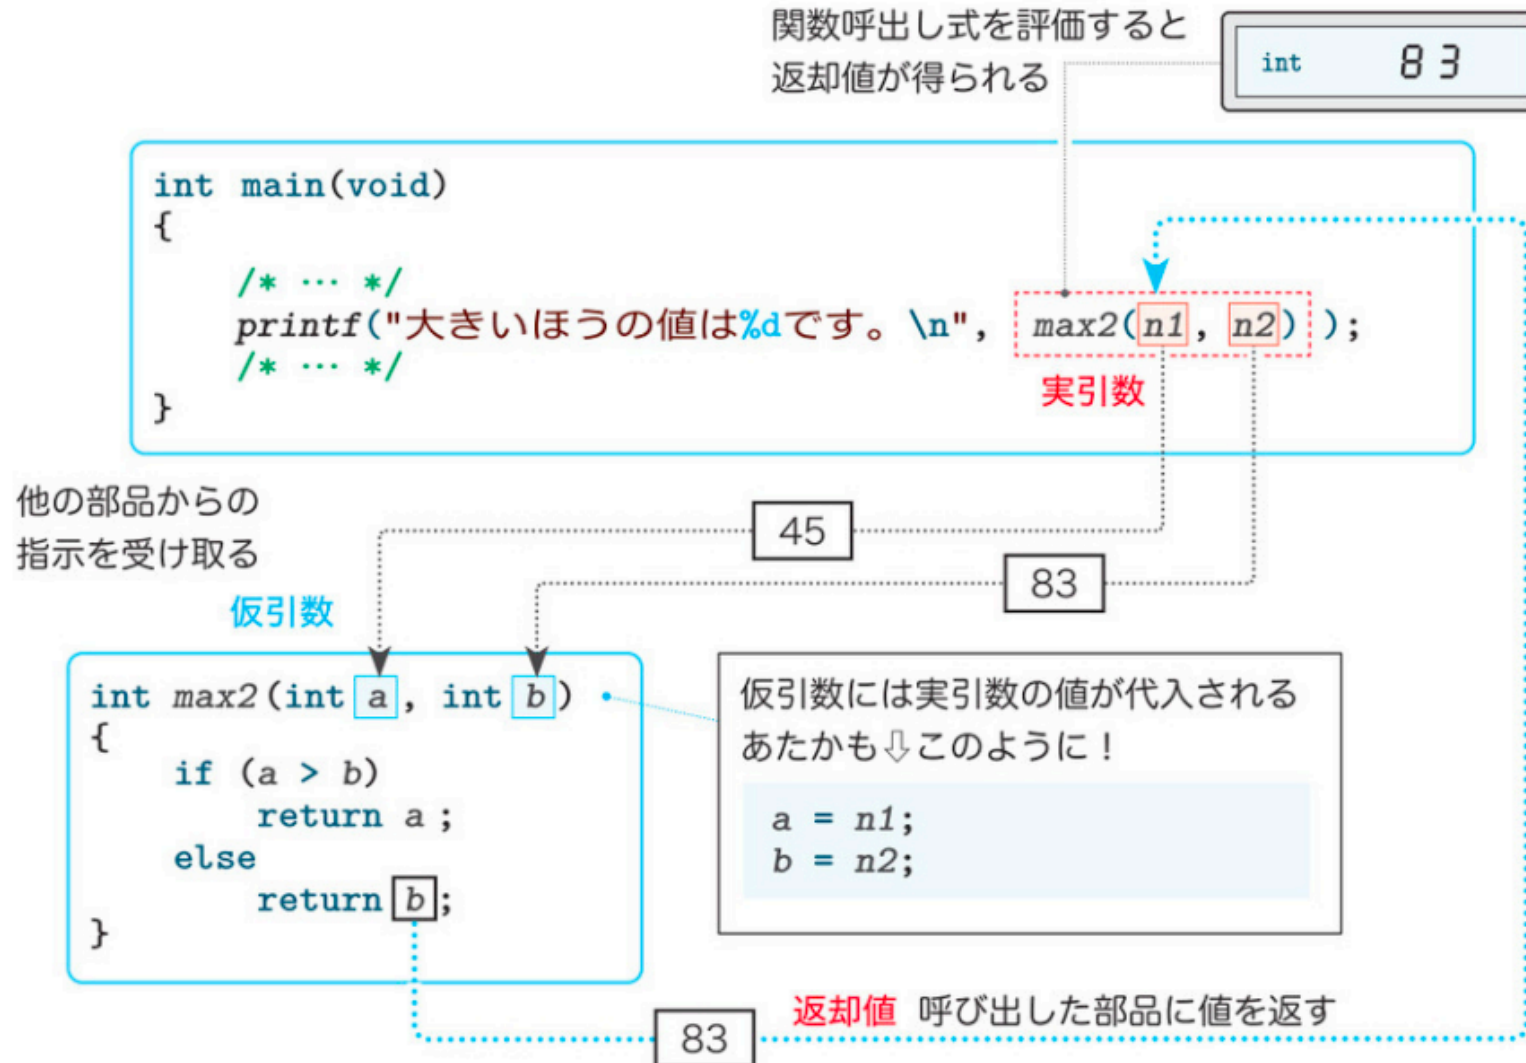 関数呼出し式を評価すると
返却値が得られる
int 83
int main(void)
{
/* … */
printf("大きいほうの値は%dです。\n", max2(n1, n2) );
/* … */
}
実引数
他の部品からの
指示を受け取る
45
83
仮引数
int max2(int a, int b)
{
if (a > b)
return a;
else
return b;
}
仮引数には実引数の値が代入される
あたかも⇩このように！
a = n1;
b = n2;
83
返却値 呼び出した部品に値を返す